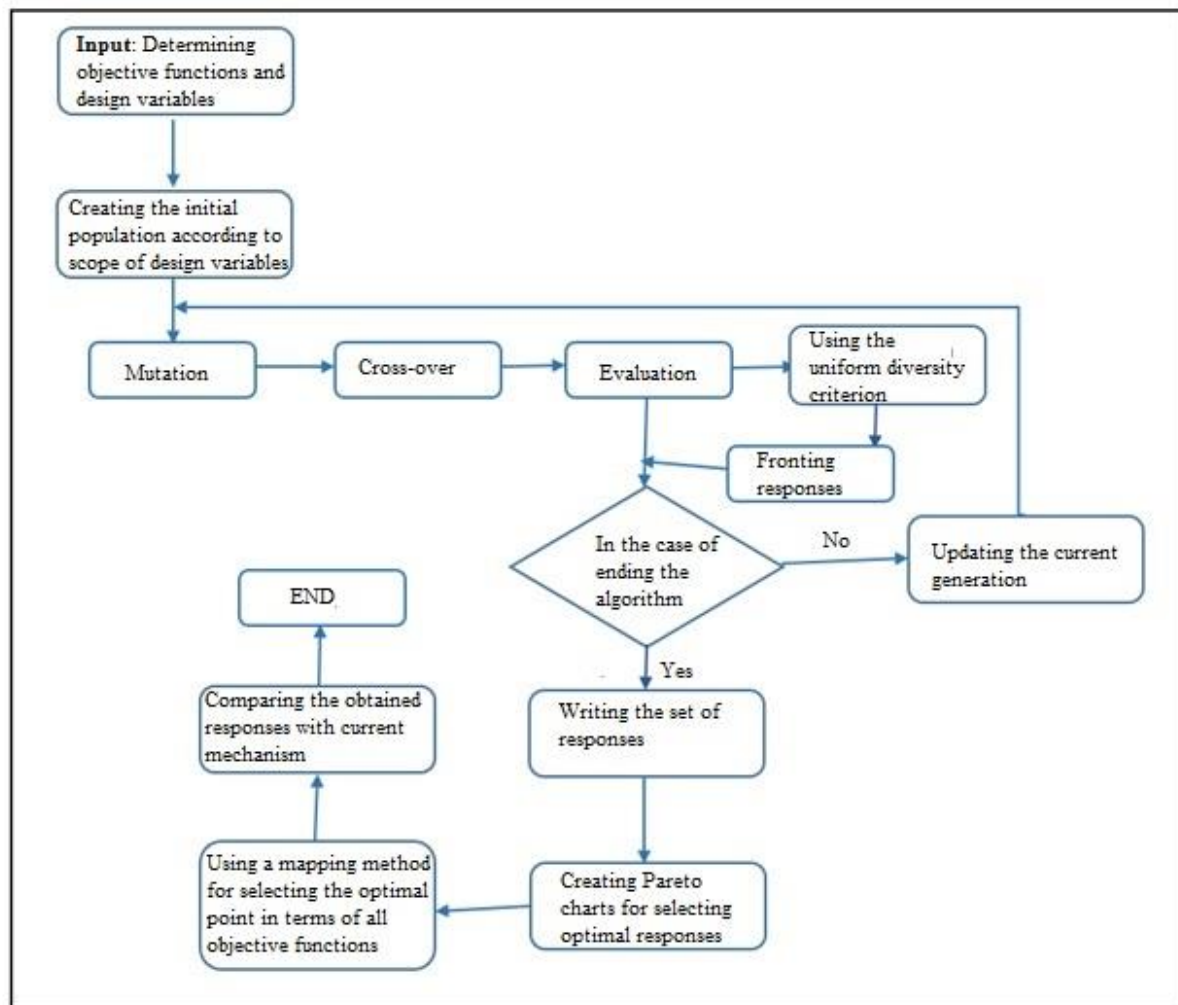 Input: Determining
objective functions and
design variables
Creating the initial
population according to
scope of design variables
Mutation
Cross-over
Evaluation
Using the
uniform diversity
criterion
Fronting
responses
In the case of
ending the
algorithm
No
Updating the current
generation
Yes
Writing the set of
responses
Creating Pareto
charts for selecting
optimal responses
Using a mapping method
for selecting the optimal
point in terms of all
objective functions
Comparing the obtained
responses with current
mechanism
END